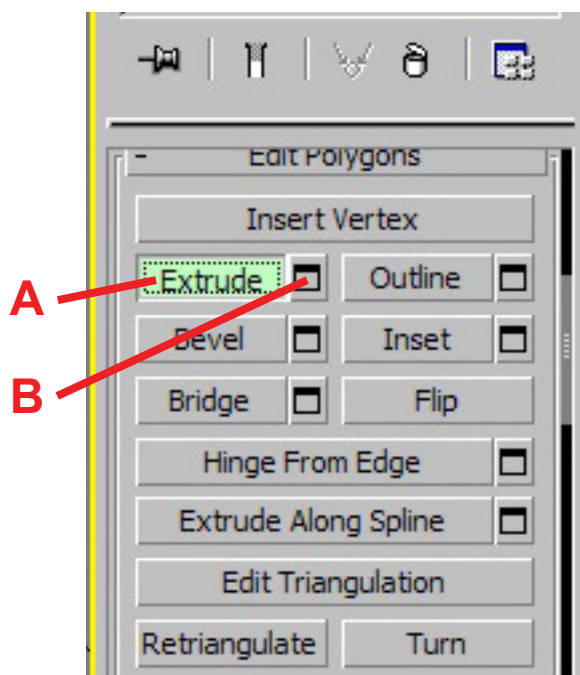 - Edit Polygons
Insert Vertex
A Extrude Outline
B Bevel Inset
Bridge Flip
Hinge From Edge
Extrude Along Spline
Edit Triangulation
Retriangulate Turn